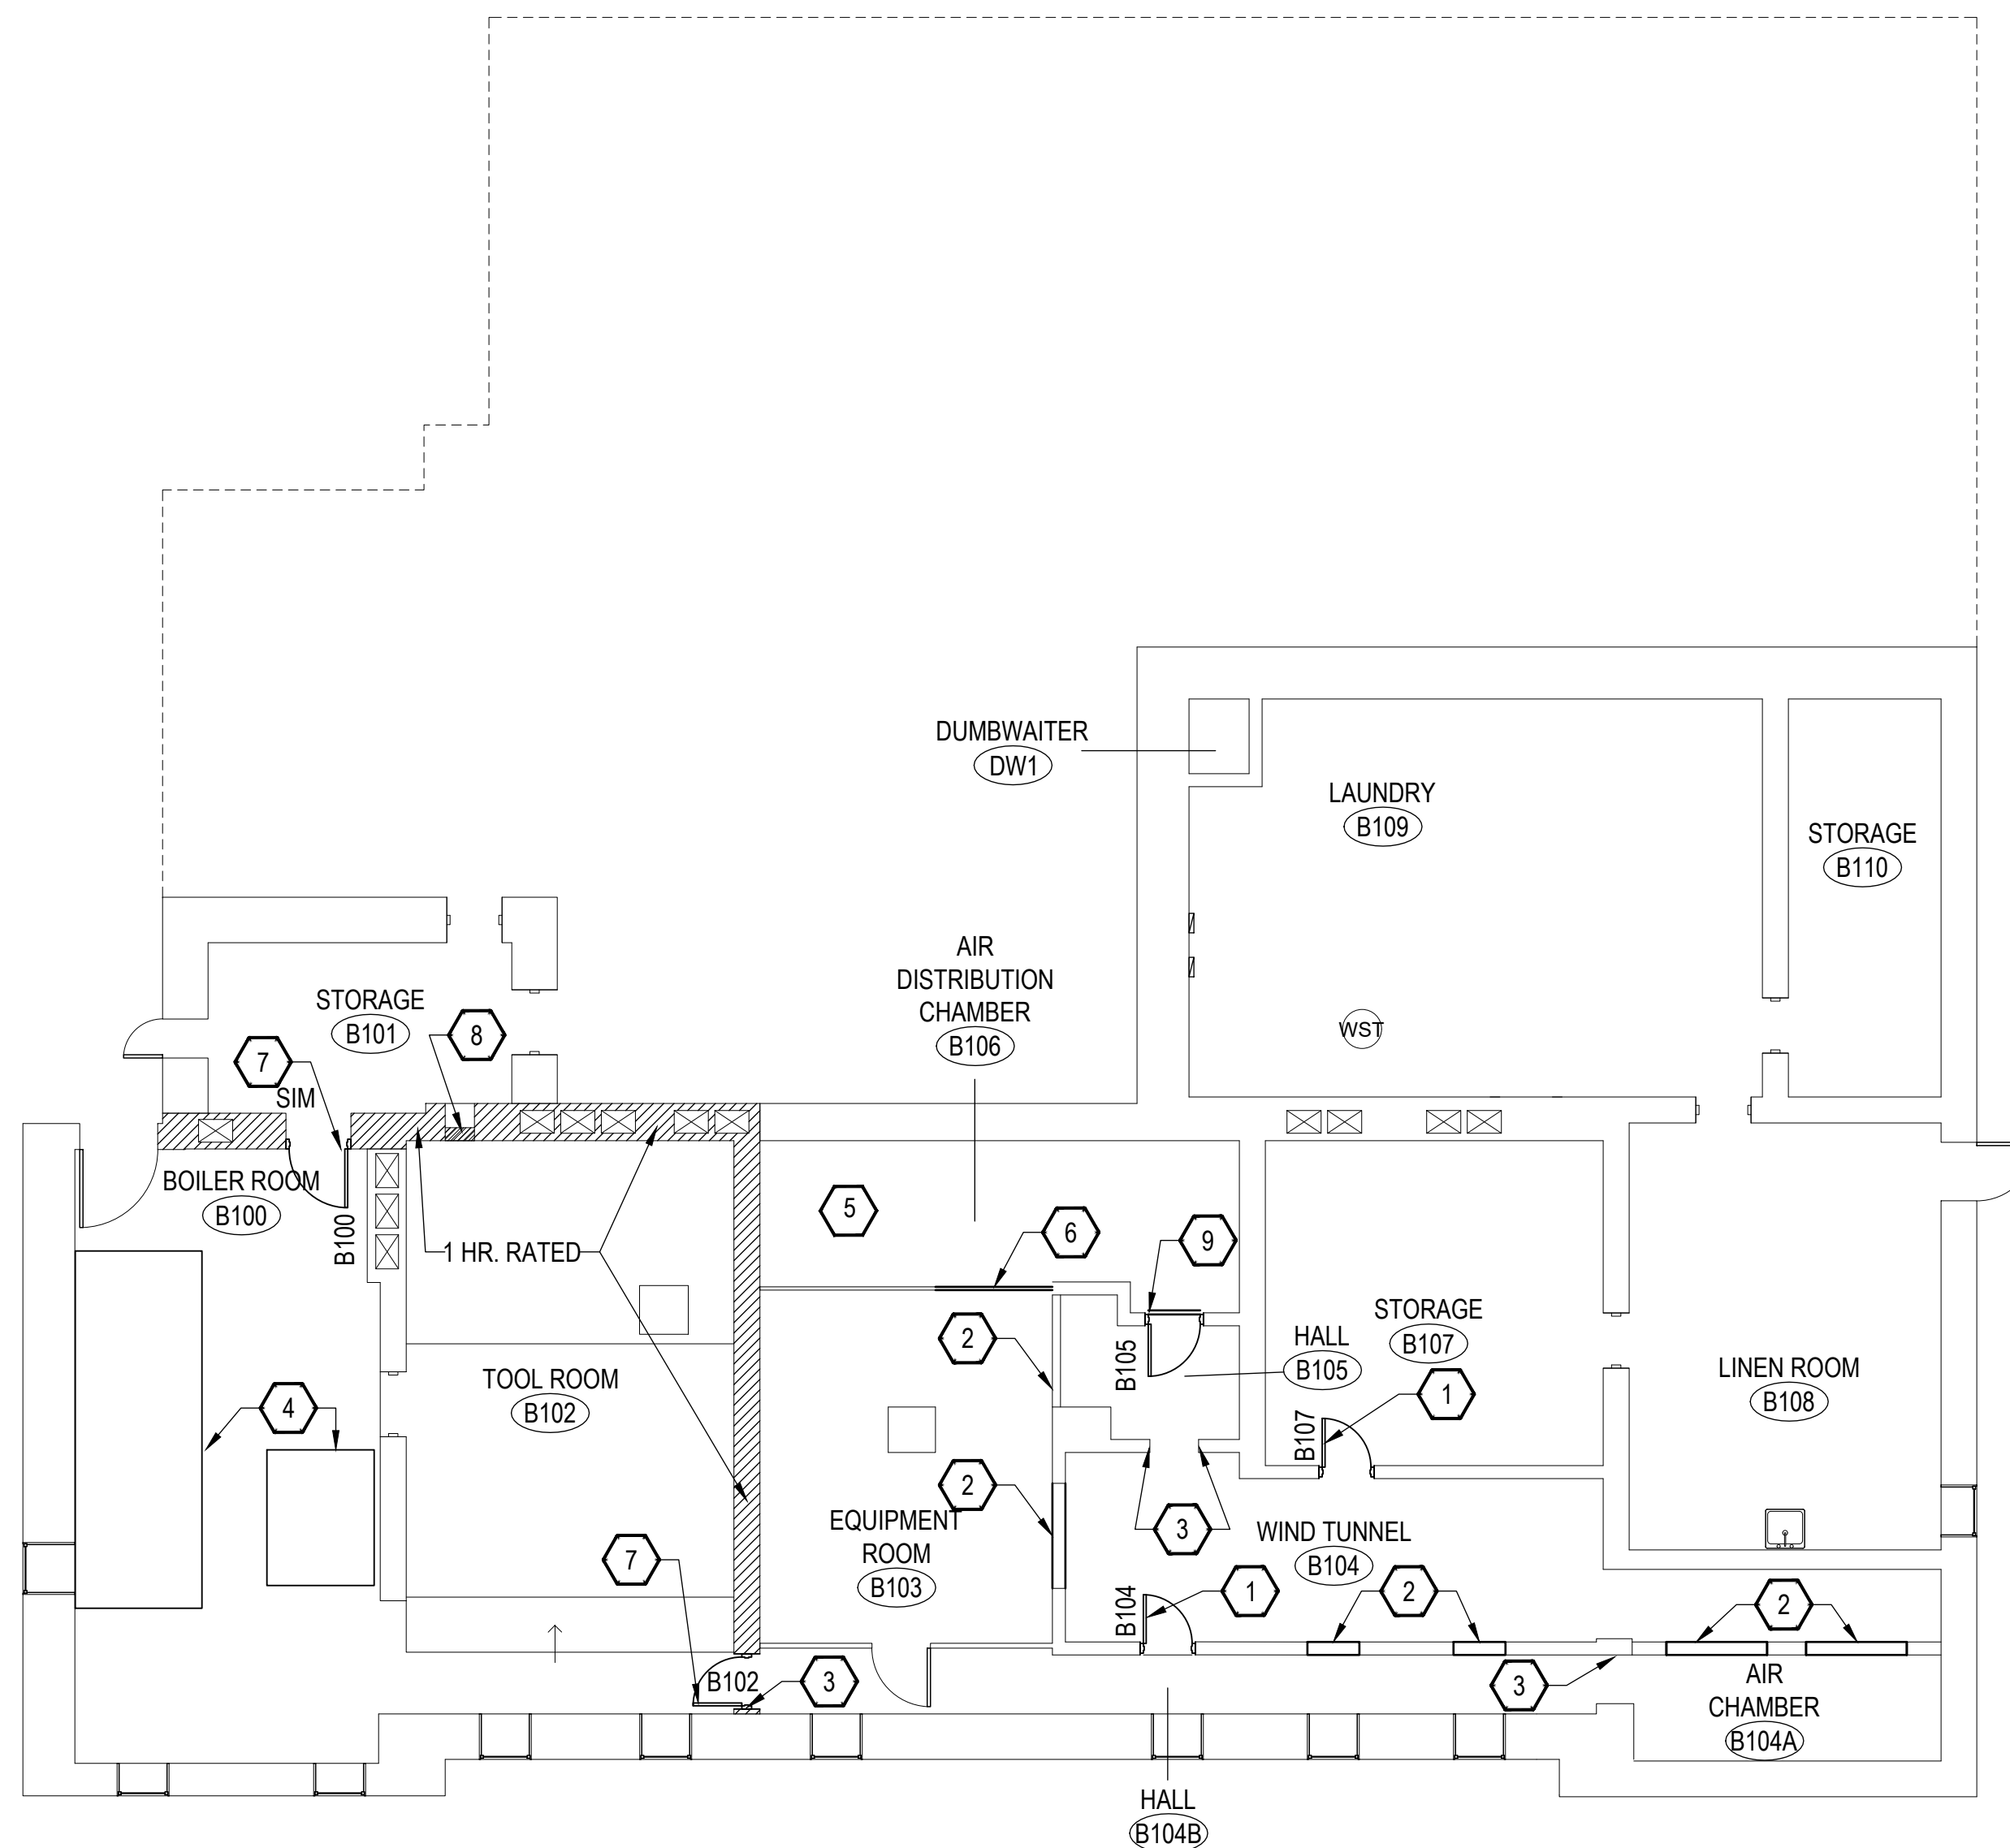 DUMBWAITER
DW1
LAUNDRY
B109
STORAGE
B110
AIR
DISTRIBUTION
CHAMBER
B106
STORAGE
B101
8
WST
7
SIM
BOILER ROOM
B100
B100
1 HR. RATED
5
6
9
2
STORAGE
B107
HALL
B105
B105
LINEN ROOM
B108
TOOL ROOM
B102
4
1
B107
2
EQUIPMENT
ROOM
B103
3
WIND TUNNEL
B104
7
B104
1
2
2
B102
3
3
AIR
CHAMBER
B104A
HALL
B104B